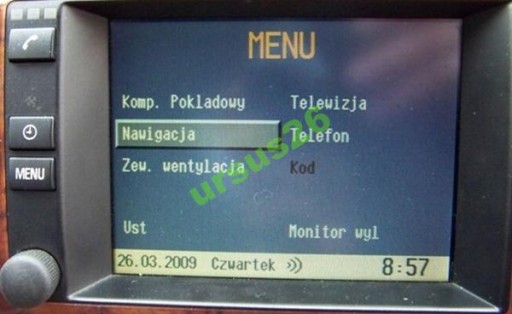 MENU
Komp. Pokladowy Telewizja
Nawigacja Telefon
Zew. wentylacja Kod
Ust Monitor wyl
26.03.2009 Czwartek 8:57
MENU
ursus26